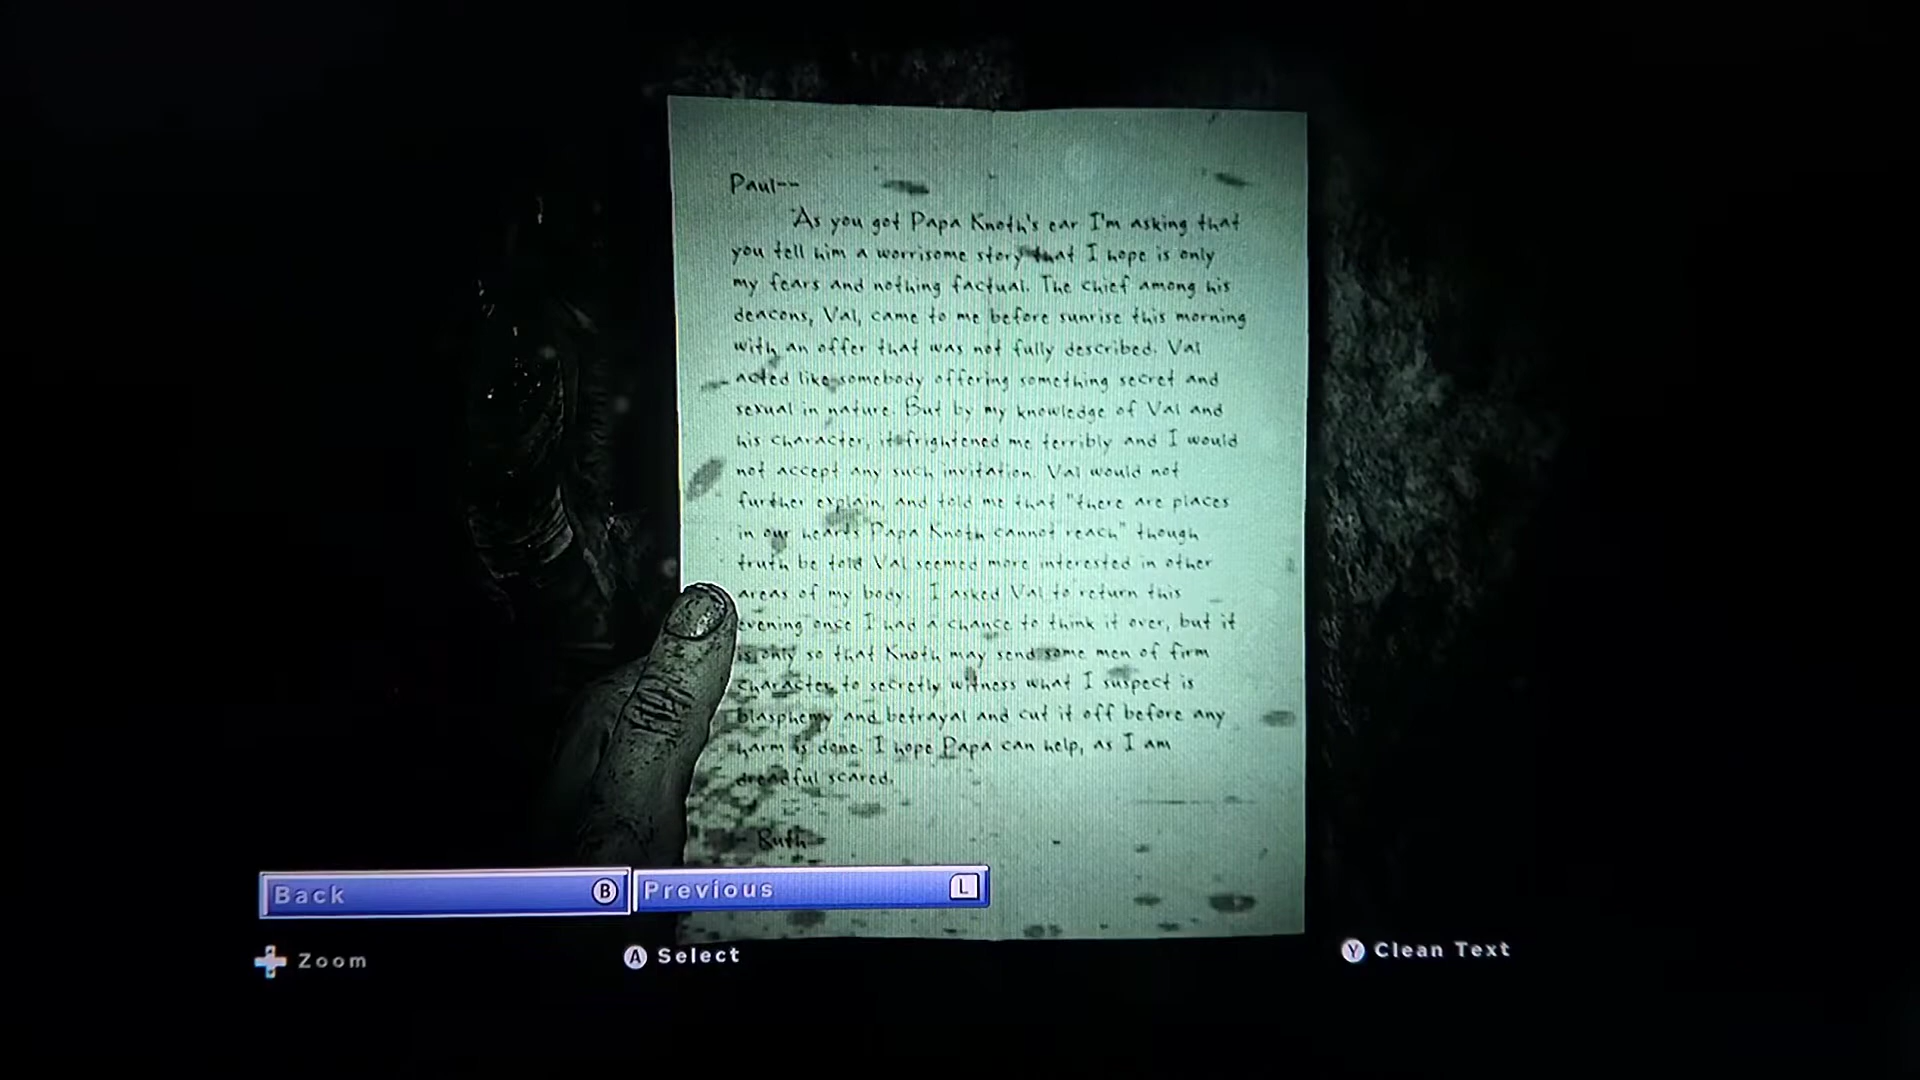 Paul--
As you got Papa Knoth's ear I'm asking that
you tell him a worrisome story that I hope is only
my fears and nothing factual. The chief among his
deacons, Val, came to me before sunrise this morning
with an offer that was not fully described. Val
acted like somebody offering something secret and
sexual in nature. But by my knowledge of Val and
his character, it frightened me terribly and I would
not accept any such invitation. Val would not
further explain, and told me that "there are places
in our hearts Papa Knoth cannot reach" though
truth be told Val seemed more interested in other
areas of my body. I asked Val to return this
evening once I had a chance to think it over, but it
is only so that Knoth may send some men of firm
character to secretly witness what I suspect is
blasphemy and betrayal and cut it off before any
harm is done. I hope Papa can help, as I am
dreadful scared.
- Ruth
Back B
Previous L
Zoom
A Select
Y Clean Text